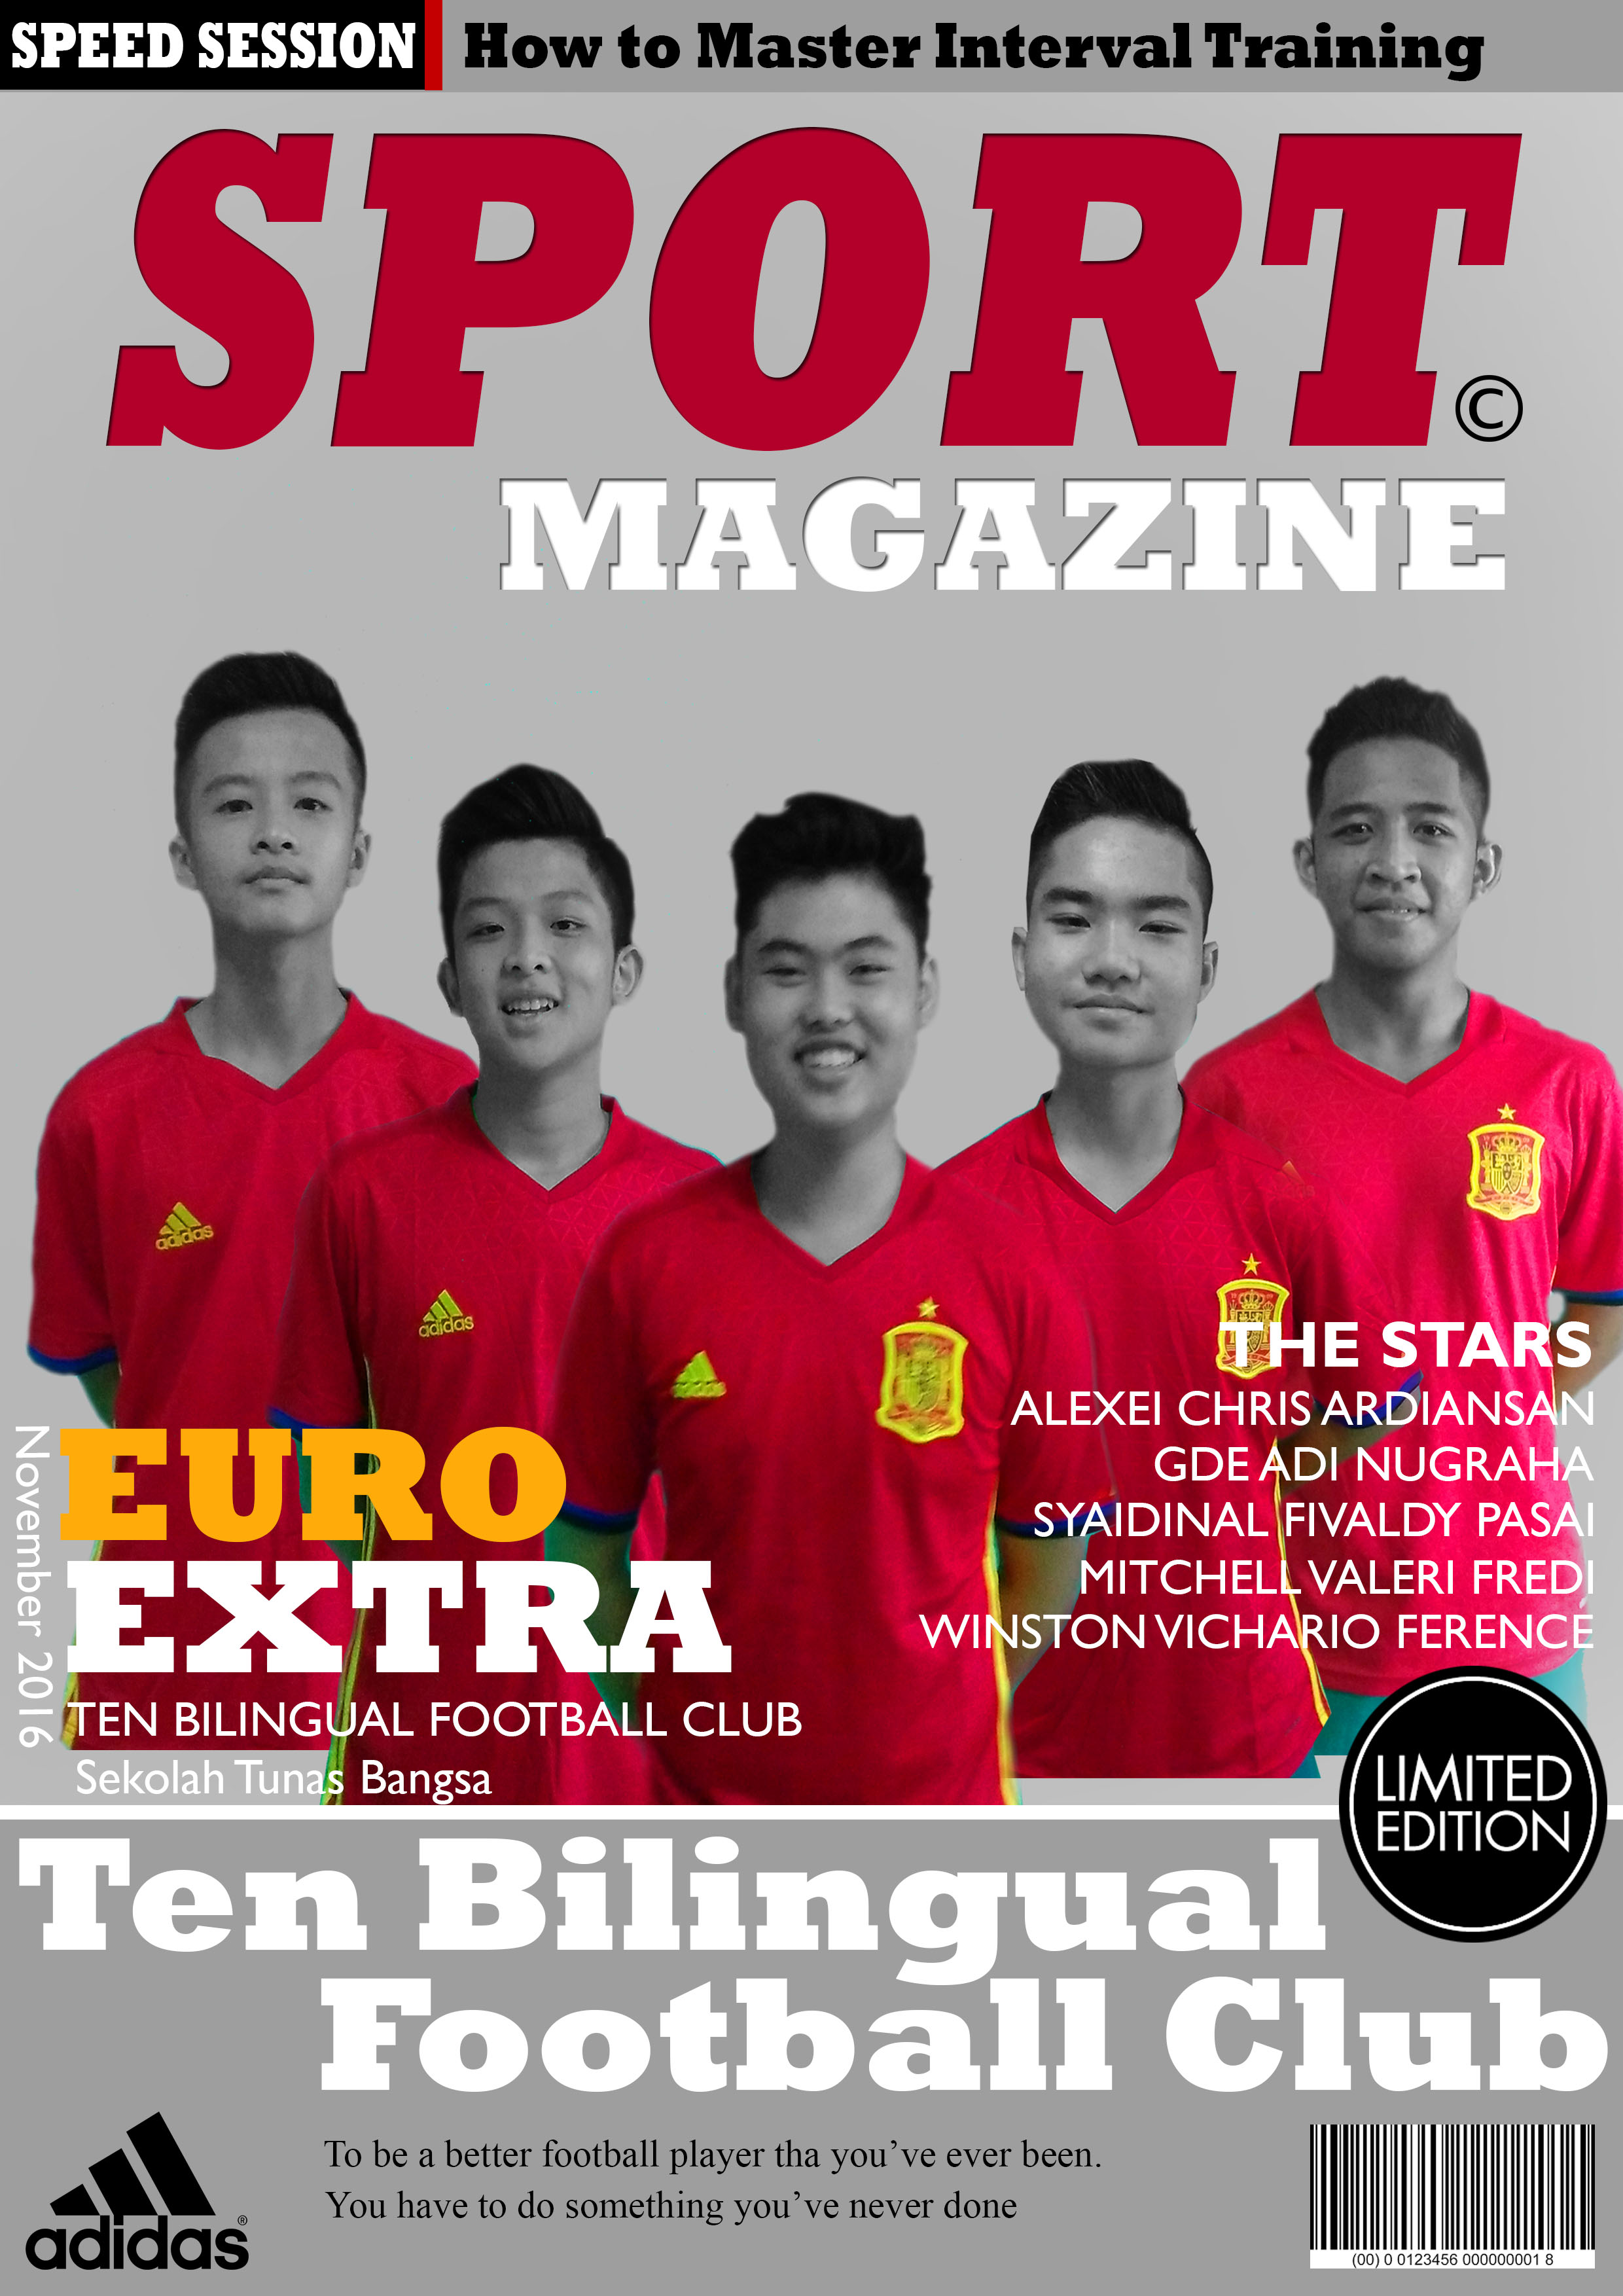 SPEED SESSION How to Master Interval Training
SPORT
©
MAGAZINE
adidas
adidas
THE STARS
ALEXEI CHRIS ARDIANSAN
GDE ADI NUGRAHA
SYAIDINAL FIVALDY PASAI
MITCHELL VALERI FREDI
WINSTON VICHARIO FERENCÈ
November 2016
EURO
EXTRA
TEN BILINGUAL FOOTBALL CLUB
Sekolah Tunas Bangsa
LIMITED
EDITION
Ten Bilingual
Football Club
To be a better football player tha you’ve ever been.
You have to do something you’ve never done
adidas®
(00) 0 0123456 000000001 8